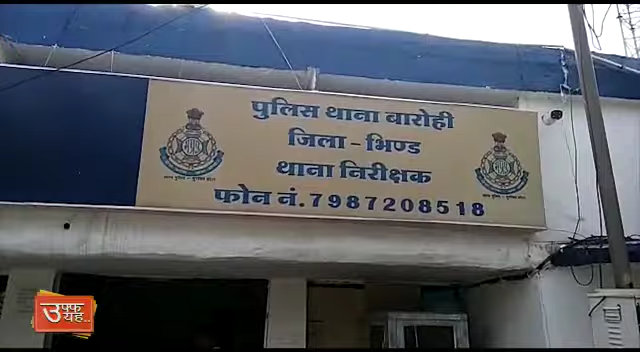 पुलिस थाना बारोही
जिला - भिण्ड
थाना निरीक्षक
फोन नं.7987208518
उफ्फ
यह..